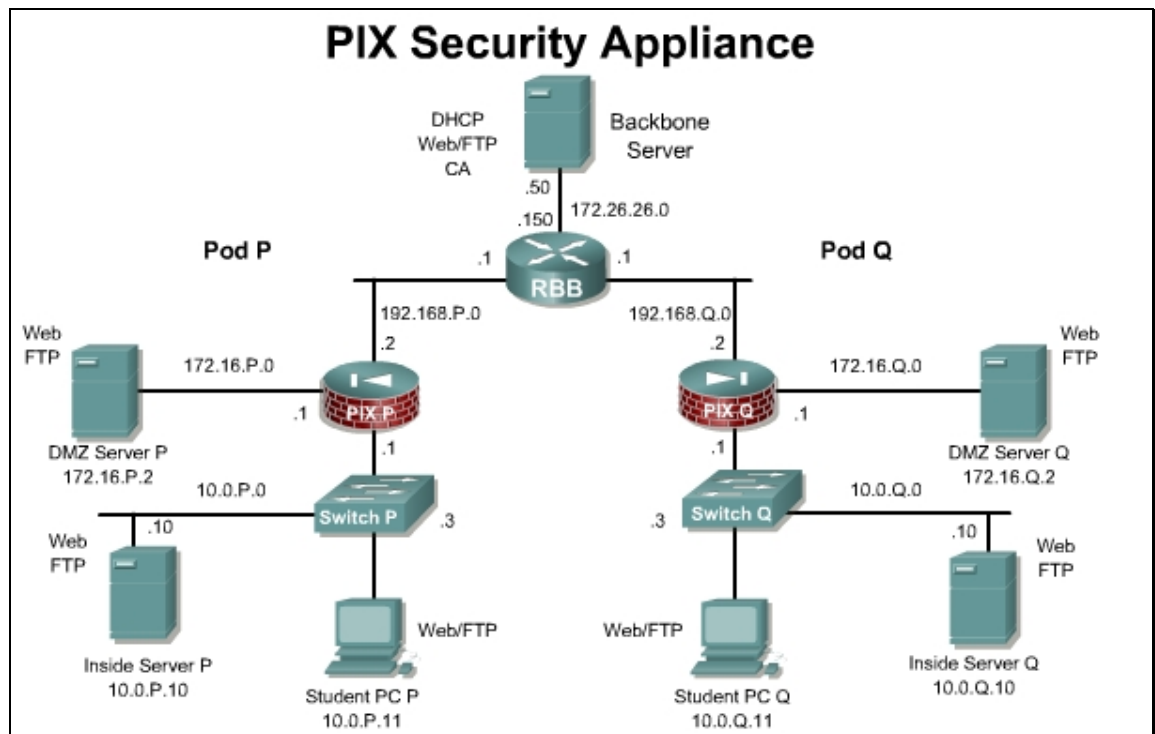 PIX Security Appliance
DHCP
Web/FTP
CA
Backbone
Server
.50
.150
172.26.26.0
Pod P
Pod Q
.1
.1
RBB
192.168.P.0
192.168.Q.0
.2
.2
Web
FTP
172.16.P.0
172.16.Q.0
Web
FTP
.1
PIX P
PIX Q
.1
DMZ Server P
172.16.P.2
.1
.1
DMZ Server Q
172.16.Q.2
10.0.P.0
10.0.Q.0
Switch P
.3
.3
Switch Q
.10
.10
Web
FTP
Web
FTP
Web/FTP
Web/FTP
Inside Server P
10.0.P.10
Student PC P
10.0.P.11
Student PC Q
10.0.Q.11
Inside Server Q
10.0.Q.10